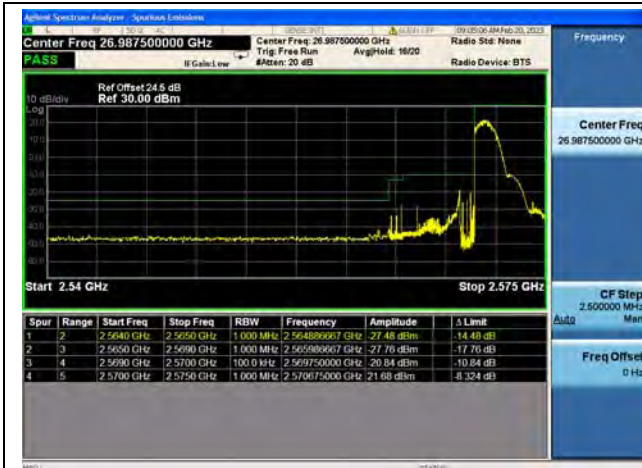 Agilent Spectrum Analyzer - Spurious Emissions
09:05:06 AM Feb 20, 2023
Center Freq 26.987500000 GHz
Center Freq: 26.987500000 GHz
Radio Std: None
Trig: Free Run
Avg|Hold: 16/20
PASS
IFGain:Low
#Atten: 20 dB
Radio Device: BTS
Ref Offset 24.5 dB
10 dB/div
Ref 30.00 dBm
Log
Start 2.54 GHz
Stop 2.575 GHz
Spur Range Start Freq Stop Freq RBW Frequency Amplitude Δ Limit
1 2 2.5640 GHz 2.5650 GHz 1.000 MHz 2.564886667 GHz -27.48 dBm -14.48 dB
2 3 2.5650 GHz 2.5690 GHz 1.000 MHz 2.565986667 GHz -27.76 dBm -17.76 dB
3 4 2.5690 GHz 2.5700 GHz 100.0 kHz 2.569750000 GHz -20.84 dBm -10.84 dB
4 5 2.5700 GHz 2.5750 GHz 1.000 MHz 2.570675000 GHz 21.68 dBm -8.324 dB
Frequency
Center Freq
26.987500000 GHz
CF Step
2.500000 MHz
Auto Man
Freq Offset
0 Hz